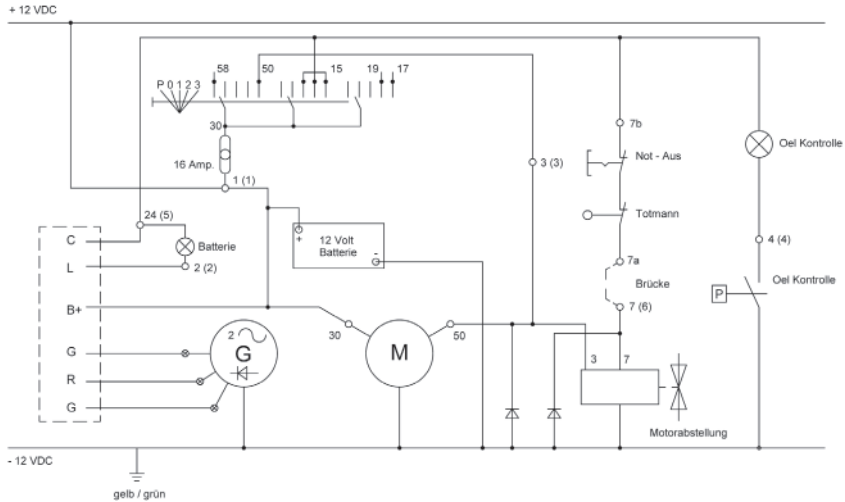 + 12 VDC
58
50
15
19
17
P 0 1 2 3
30
16 Amp.
1 (1)
7b
Not - Aus
Oel Kontrolle
3 (3)
24 (5)
Totmann
C
Batterie
+
12 Volt
Batterie
-
4 (4)
L
2 (2)
7a
Brücke
Oel Kontrolle
P
B+
7 (6)
30
50
2
G
M
G
3
7
R
G
Motorabstellung
- 12 VDC
gelb / grün